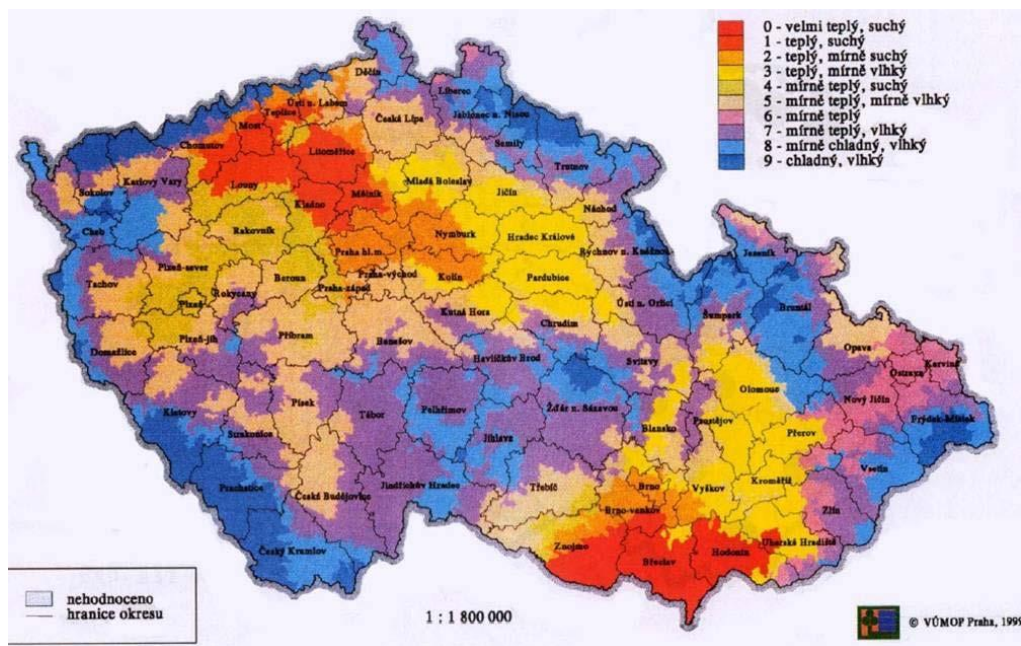 0 - velmi teplý, suchý
1 - teplý, suchý
2 - teplý, mírně suchý
3 - teplý, mírně vlhký
4 - mírně teplý, suchý
5 - mírně teplý, mírně vlhký
6 - mírně teplý
7 - mírně teplý, vlhký
8 - mírně chladný, vlhký
9 - chladný, vlhký
Děčín
Liberec
Ústí n. Labem
Teplice
Jablonec n. Nisou
Most
Česká Lípa
Chomutov
Semily
Litoměřice
Trutnov
Karlovy Vary
Mladá Boleslav
Sokolov
Louny
Jičín
Mělník
Kladno
Náchod
Cheb
Rakovník
Nymburk
Hradec Králové
Praha hl.m
Rychnov n. Kněžnou
Jeseník
Plzeň-sever
Beroun
Praha-východ
Kolín
Pardubice
Tachov
Praha-západ
Rokycany
Plzeň
Ústí n. Orlicí
Bruntál
Kutná Hora
Šumperk
Chrudim
Plzeň-jih
Příbram
Benešov
Opava
Domažlice
Havlíčkův Brod
Svitavy
Karviná
Ostrava
Olomouc
Nový Jičín
Písek
Klatovy
Tábor
Pelhřimov
Žďár n. Sázavou
Frýdek-Místek
Blansko
Prostějov
Strakonice
Přerov
Jihlava
Vsetín
Prachatice
Jindřichův Hradec
Třebíč
Brno
Vyškov
Kroměříž
České Budějovice
Brno-venkov
Zlín
Uherské Hradiště
Znojmo
Hodonín
Český Krumlov
Břeclav
nehodnoceno
hranice okresu
1 : 1 800 000
© VÚMOP Praha, 1999